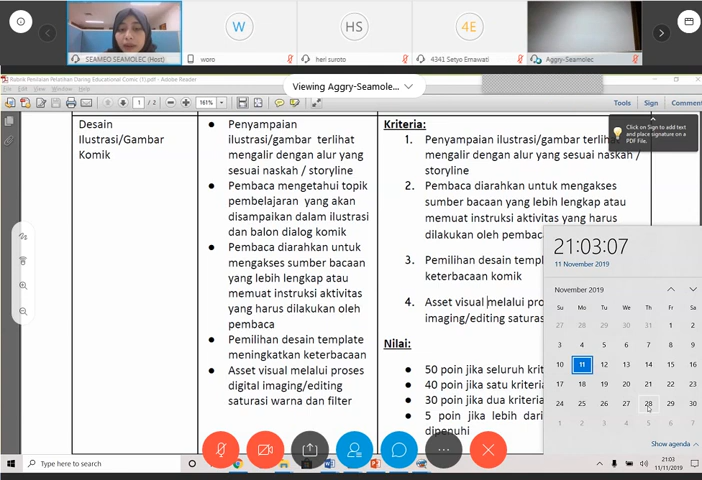 W
HS
4E
SEAMEO SEAMOLEC (Host)
woro
heri suroto
4341 Setyo Ernawati
Aggry-Seamolec
Rubrik Penilaian Pelatihan Daring Educational Comic (1).pdf - Adobe Reader
Viewing Aggry-Seamole...
1 / 2
161%
Tools
Sign
Comment
Click on Sign to add text
and place signature on a
PDF File.
Desain
Ilustrasi/Gambar
Komik
Penyampaian
ilustrasi/gambar terlihat
mengalir dengan alur yang
sesuai naskah / storyline
Pembaca mengetahui topik
pembelajaran yang akan
disampaikan dalam ilustrasi
dan balon dialog komik
Pembaca diarahkan untuk
mengakses sumber bacaan
yang lebih lengkap atau
memuat instruksi aktivitas
yang harus dilakukan oleh
pembaca
Pemilihan desain template
meningkatkan keterbacaan
Asset visual melalui proses
digital imaging/editing
saturasi warna dan filter
Kriteria:
1. Penyampaian ilustrasi/gambar terlihat
mengalir dengan alur yang sesuai naskah /
storyline
2. Pembaca diarahkan untuk mengakses
sumber bacaan yang lebih lengkap atau
memuat instruksi aktivitas yang harus
dilakukan oleh pembaca
3. Pemilihan desain templ
keterbacaan komik
4. Asset visual melalui pro
imaging/editing saturas
Nilai:
50 poin jika seluruh krit
40 poin jika satu kriteria
30 poin jika dua kriteria
5 poin jika lebih dari
dipenuhi
21:03:07
11 November 2019
November 2019
Su Mo Tu We Th Fr Sa
27 28 29 30 31 1 2
3 4 5 6 7 8 9
10 11 12 13 14 15 16
17 18 19 20 21 22 23
24 25 26 27 28 29 30
1 2 3 4 5 6 7
Show agenda
Type here to search
21:03
11/11/2019